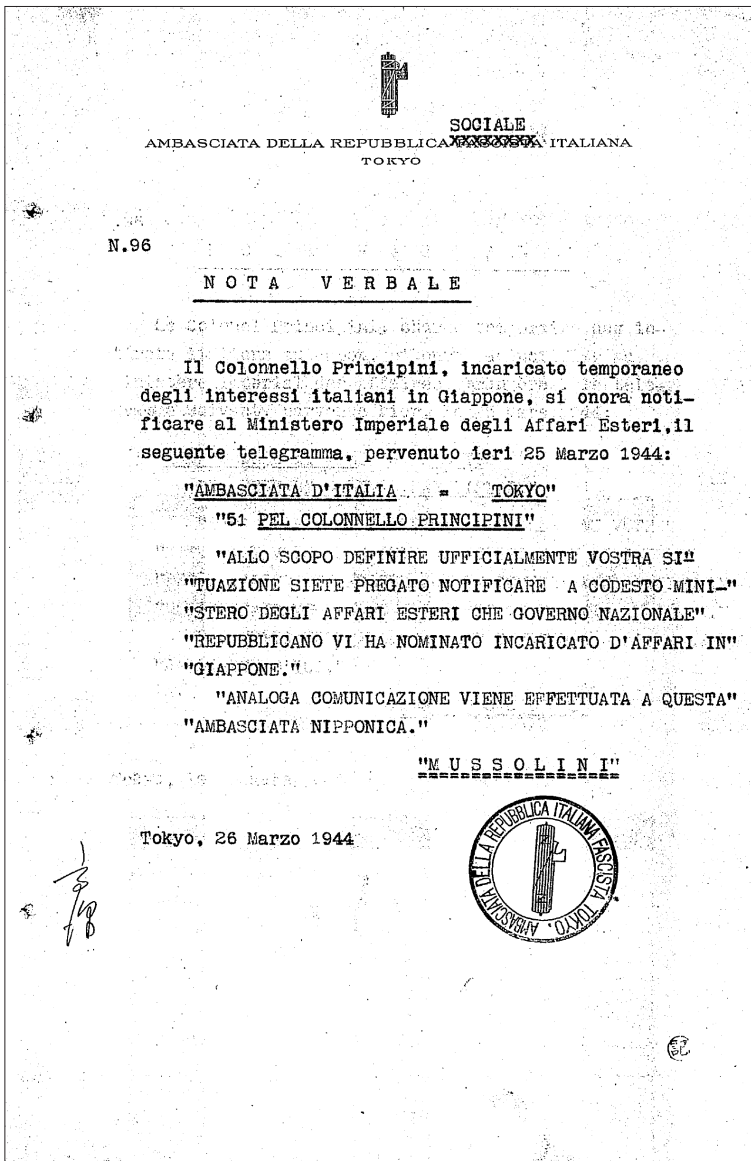 SOCIALE
AMBASCIATA DELLA REPUBBLICA FASCISTA ITALIANA
TOKYO
N.96
NOTA VERBALE
Il Colonnello Principini, incaricato temporaneo
degli interessi italiani in Giappone, si onora noti-
ficare al Ministero Imperiale degli Affari Esteri,il
seguente telegramma, pervenuto ieri 25 Marzo 1944:
"AMBASCIATA D'ITALIA = TOKYO"
"51 PEL COLONNELLO PRINCIPINI"
"ALLO SCOPO DEFINIRE UFFICIALMENTE VOSTRA SI"
"TUAZIONE SIETE PREGATO NOTIFICARE A CODESTO MINI-"
"STERO DEGLI AFFARI ESTERI CHE GOVERNO NAZIONALE"
"REPUBBLICANO VI HA NOMINATO INCARICATO D'AFFARI IN"
"GIAPPONE."
"ANALOGA COMUNICAZIONE VIENE EFFETTUATA A QUESTA"
"AMBASCIATA NIPPONICA."
"MUSSOLINI"
Tokyo, 26 Marzo 1944
AMBASCIATA DELLA REPUBBLICA ITALIANA FASCISTA TOKYO.
記